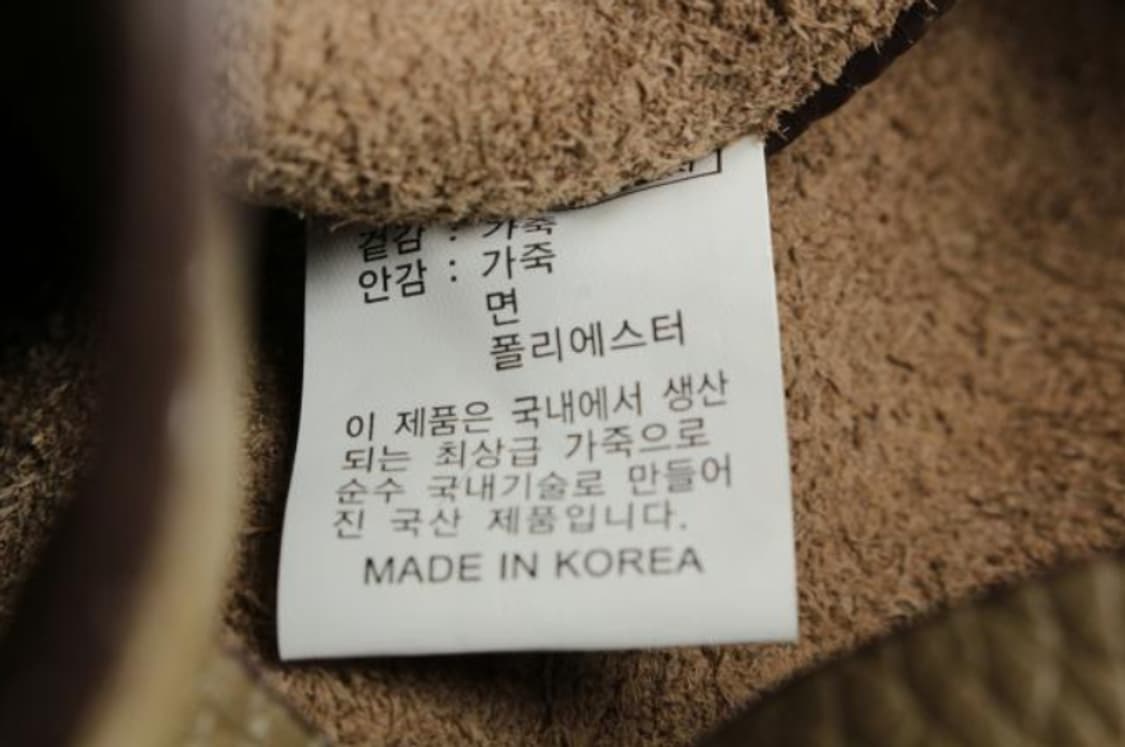 겉감 : 가죽
안감 : 가죽
면
폴리에스터
이 제품은 국내에서 생산
되는 최상급 가죽으로
순수 국내기술로 만들어
진 국산 제품입니다.
MADE IN KOREA